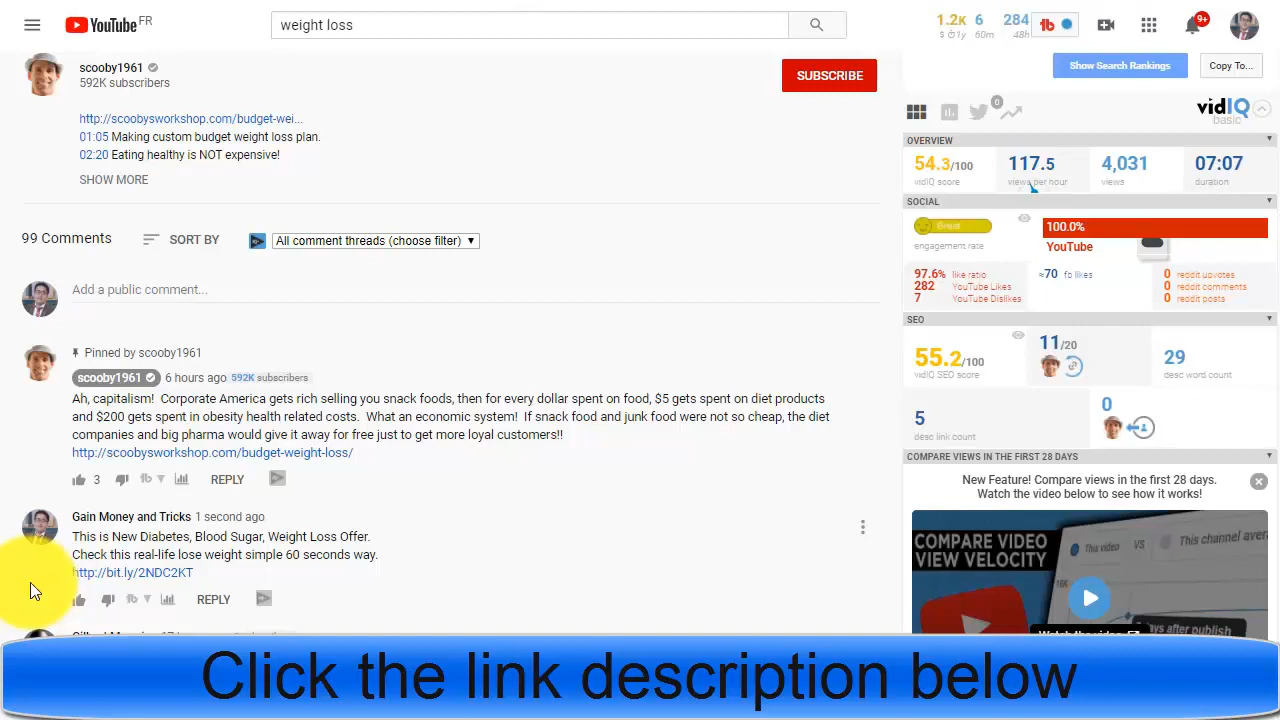 YouTube FR
weight loss
1.2K 6 284
$ ⏱1y 60m 48h
9+
scooby1961
592K subscribers
SUBSCRIBE
http://scoobysworkshop.com/budget-wei...
01:05 Making custom budget weight loss plan.
02:20 Eating healthy is NOT expensive!
SHOW MORE
99 Comments
SORT BY
All comment threads (choose filter)
Add a public comment...
Pinned by scooby1961
scooby1961 6 hours ago 592K subscribers
Ah, capitalism! Corporate America gets rich selling you snack foods, then for every dollar spent on food, $5 gets spent on diet products
and $200 gets spent in obesity health related costs. What an economic system! If snack food and junk food were not so cheap, the diet
companies and big pharma would give it away for free just to get more loyal customers!!
http://scoobysworkshop.com/budget-weight-loss/
3
REPLY
Gain Money and Tricks 1 second ago
This is New Diabetes, Blood Sugar, Weight Loss Offer.
Check this real-life lose weight simple 60 seconds way.
http://bit.ly/2NDC2KT
REPLY
Show Search Rankings
Copy To...
0
vidIQ
basic
OVERVIEW
54.3/100 117.5 4,031 07:07
vidIQ score views per hour views duration
SOCIAL
Great
engagement rate
100.0%
YouTube
97.6% like ratio
282 YouTube Likes
7 YouTube Dislikes
≈70 fb likes
0 reddit upvotes
0 reddit comments
0 reddit posts
SEO
55.2/100
vidIQ SEO score
11/20
29
desc word count
5
desc link count
0
COMPARE VIEWS IN THE FIRST 28 DAYS
New Feature! Compare views in the first 28 days.
Watch the video below to see how it works!
COMPARE VIDEO
VIEW VELOCITY
This video VS This channel aver
Watch the video
days after publish
Click the link description below